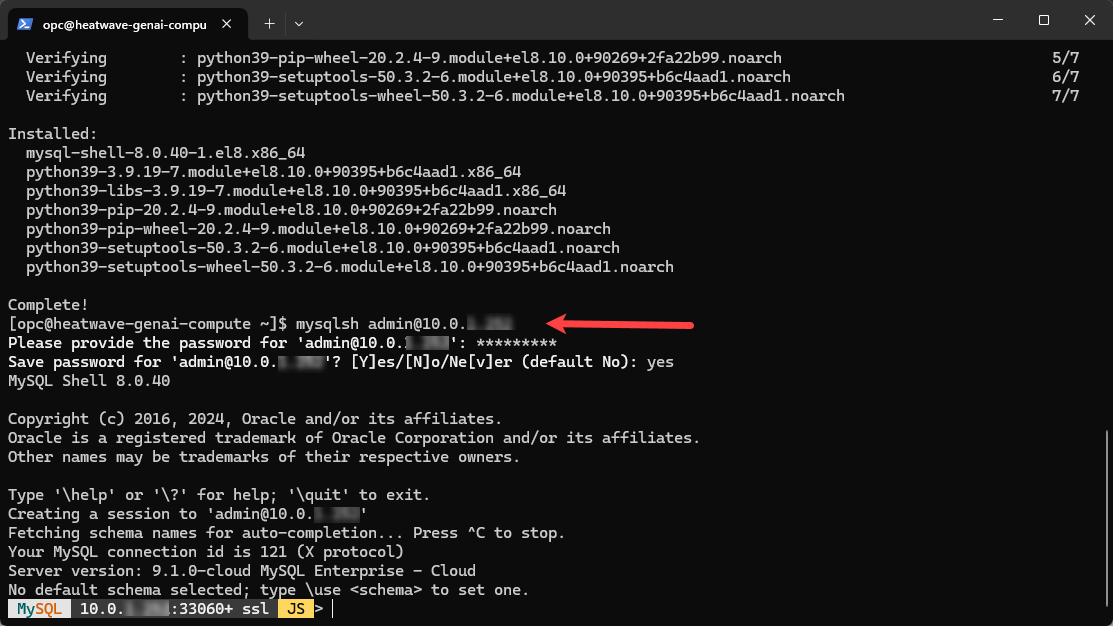 opc@heatwave-genai-compu
Verifying : python39-pip-wheel-20.2.4-9.module+el8.10.0+90269+2fa22b99.noarch 5/7
Verifying : python39-setuptools-50.3.2-6.module+el8.10.0+90395+b6c4aad1.noarch 6/7
Verifying : python39-setuptools-wheel-50.3.2-6.module+el8.10.0+90395+b6c4aad1.noarch 7/7
Installed:
mysql-shell-8.0.40-1.el8.x86_64
python39-3.9.19-7.module+el8.10.0+90395+b6c4aad1.x86_64
python39-libs-3.9.19-7.module+el8.10.0+90395+b6c4aad1.x86_64
python39-pip-20.2.4-9.module+el8.10.0+90269+2fa22b99.noarch
python39-pip-wheel-20.2.4-9.module+el8.10.0+90269+2fa22b99.noarch
python39-setuptools-50.3.2-6.module+el8.10.0+90395+b6c4aad1.noarch
python39-setuptools-wheel-50.3.2-6.module+el8.10.0+90395+b6c4aad1.noarch
Complete!
[opc@heatwave-genai-compute ~]$ mysqlsh admin@10.0.
Please provide the password for 'admin@10.0.': *********
Save password for 'admin@10.0.'? [Y]es/[N]o/Ne[v]er (default No): yes
MySQL Shell 8.0.40
Copyright (c) 2016, 2024, Oracle and/or its affiliates.
Oracle is a registered trademark of Oracle Corporation and/or its affiliates.
Other names may be trademarks of their respective owners.
Type '\help' or '\?' for help; '\quit' to exit.
Creating a session to 'admin@10.0.'
Fetching schema names for auto-completion... Press ^C to stop.
Your MySQL connection id is 121 (X protocol)
Server version: 9.1.0-cloud MySQL Enterprise - Cloud
No default schema selected; type \use <schema> to set one.
MySQL 10.0.:33060+ ssl JS >